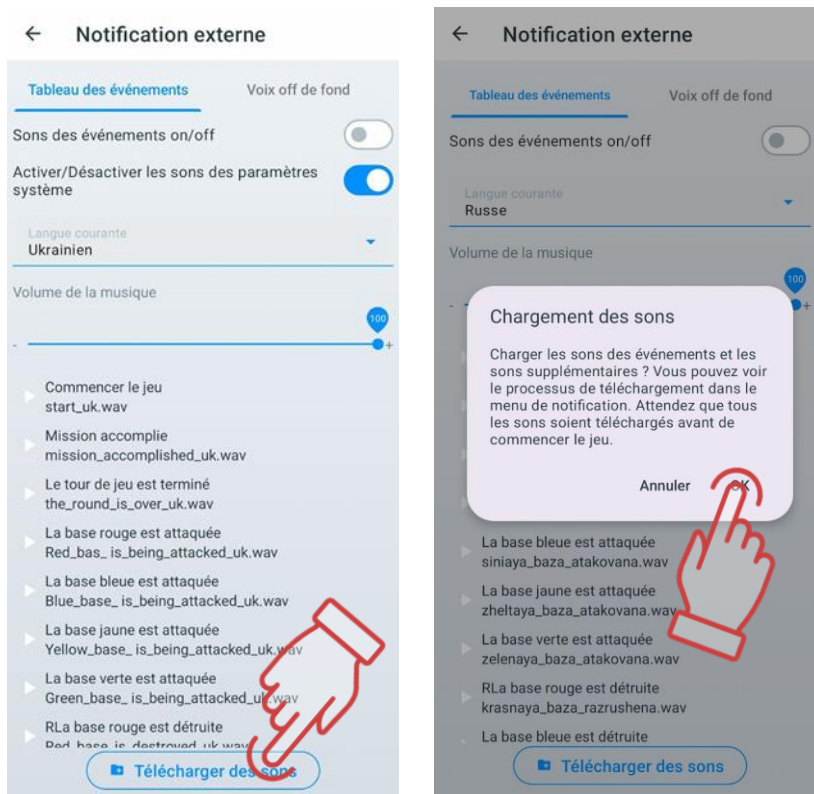 Notification externe
Tableau des événements
Voix off de fond
Sons des événements on/off
Activer/Désactiver les sons des paramètres
système
Langue courante
Ukrainien
Volume de la musique
100
- +
Commencer le jeu
start_uk.wav
Mission accomplie
mission_accomplished_uk.wav
Le tour de jeu est terminé
the_round_is_over_uk.wav
La base rouge est attaquée
Red_bas_ is_being_attacked_uk.wav
La base bleue est attaquée
Blue_base_ is_being_attacked_uk.wav
La base jaune est attaquée
Yellow_base_ is_being_attacked_uk.wav
La base verte est attaquée
Green_base_ is_being_attacked_uk.wav
RLa base rouge est détruite
Red_base_is_destroyed_uk.wav
Télécharger des sons
Notification externe
Tableau des événements
Voix off de fond
Sons des événements on/off
Langue courante
Russe
Volume de la musique
100
- +
Chargement des sons
Charger les sons des événements et les
sons supplémentaires ? Vous pouvez voir
le processus de téléchargement dans le
menu de notification. Attendez que tous
les sons soient téléchargés avant de
commencer le jeu.
Annuler
OK
La base bleue est attaquée
siniaya_baza_atakovana.wav
La base jaune est attaquée
zheltaya_baza_atakovana.wav
La base verte est attaquée
zelenaya_baza_atakovana.wav
RLa base rouge est détruite
krasnaya_baza_razrushena.wav
La base bleue est détruite
Télécharger des sons